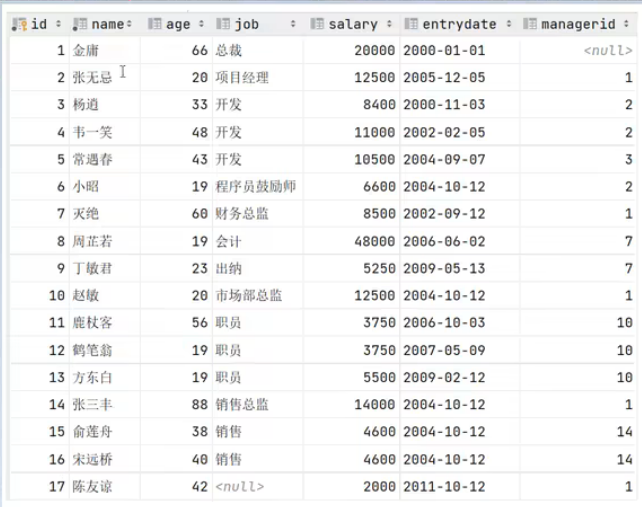 id name age job salary entrydate managerid
1 金庸 66 总裁 20000 2000-01-01 <null>
2 张无忌 20 项目经理 12500 2005-12-05 1
3 杨逍 33 开发 8400 2000-11-03 2
4 韦一笑 48 开发 11000 2002-02-05 2
5 常遇春 43 开发 10500 2004-09-07 3
6 小昭 19 程序员鼓励师 6600 2004-10-12 2
7 灭绝 60 财务总监 8500 2002-09-12 1
8 周芷若 19 会计 48000 2006-06-02 7
9 丁敏君 23 出纳 5250 2009-05-13 7
10 赵敏 20 市场部总监 12500 2004-10-12 1
11 鹿杖客 56 职员 3750 2006-10-03 10
12 鹤笔翁 19 职员 3750 2007-05-09 10
13 方东白 19 职员 5500 2009-02-12 10
14 张三丰 88 销售总监 14000 2004-10-12 1
15 俞莲舟 38 销售 4600 2004-10-12 14
16 宋远桥 40 销售 4600 2004-10-12 14
17 陈友谅 42 <null> 2000 2011-10-12 1